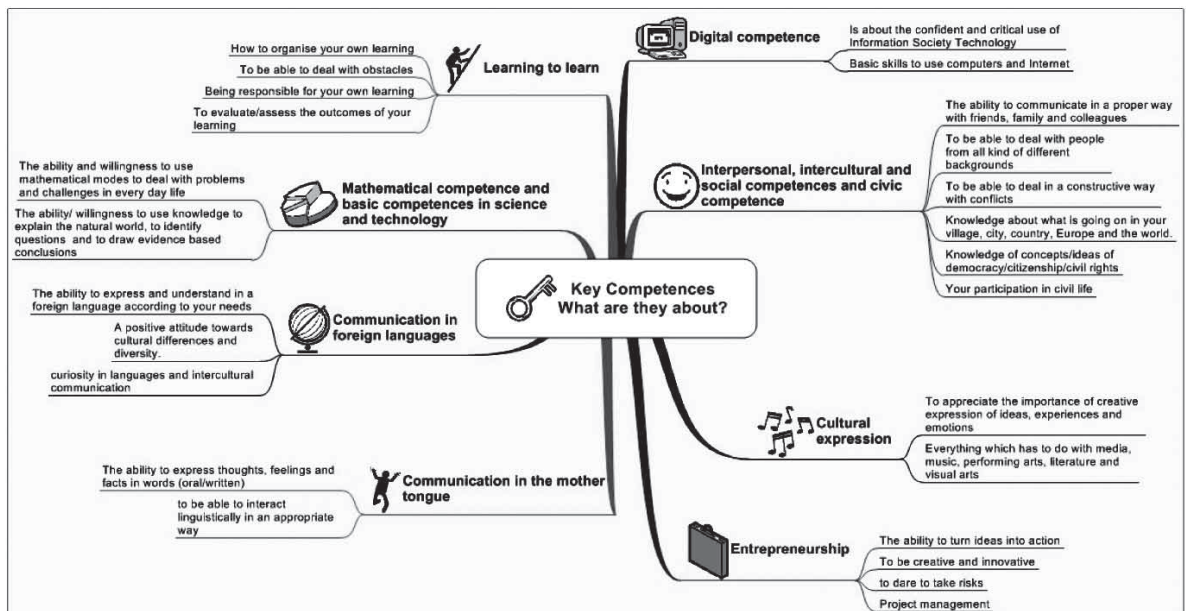 Key Competences
What are they about?
Learning to learn
How to organise your own learning
To be able to deal with obstacles
Being responsible for your own learning
To evaluate/assess the outcomes of your
learning
Mathematical competence and
basic competences in science
and technology
The ability and willingness to use
mathematical modes to deal with problems
and challenges in every day life
The ability/ willingness to use knowledge to
explain the natural world, to identify
questions and to draw evidence based
conclusions
Communication in
foreign languages
The ability to express and understand in a
foreign language according to your needs
A positive attitude towards
cultural differences and
diversity.
curiosity in languages and intercultural
communication
Communication in the mother
tongue
The ability to express thoughts, feelings and
facts in words (oral/written)
to be able to interact
linguistically in an appropriate
way
Digital competence
Is about the confident and critical use of
Information Society Technology
Basic skills to use computers and Internet
Interpersonal, intercultural and
social competences and civic
competence
The ability to communicate in a proper way
with friends, family and colleagues
To be able to deal with people
from all kind of different
backgrounds
To be able to deal in a constructive way
with conflicts
Knowledge about what is going on in your
village, city, country, Europe and the world.
Knowledge of concepts/ideas of
democracy/citizenship/civil rights
Your participation in civil life
Cultural
expression
To appreciate the importance of creative
expression of ideas, experiences and
emotions
Everything which has to do with media,
music, performing arts, literature and
visual arts
Entrepreneurship
The ability to turn ideas into action
To be creative and innovative
to dare to take risks
Project management